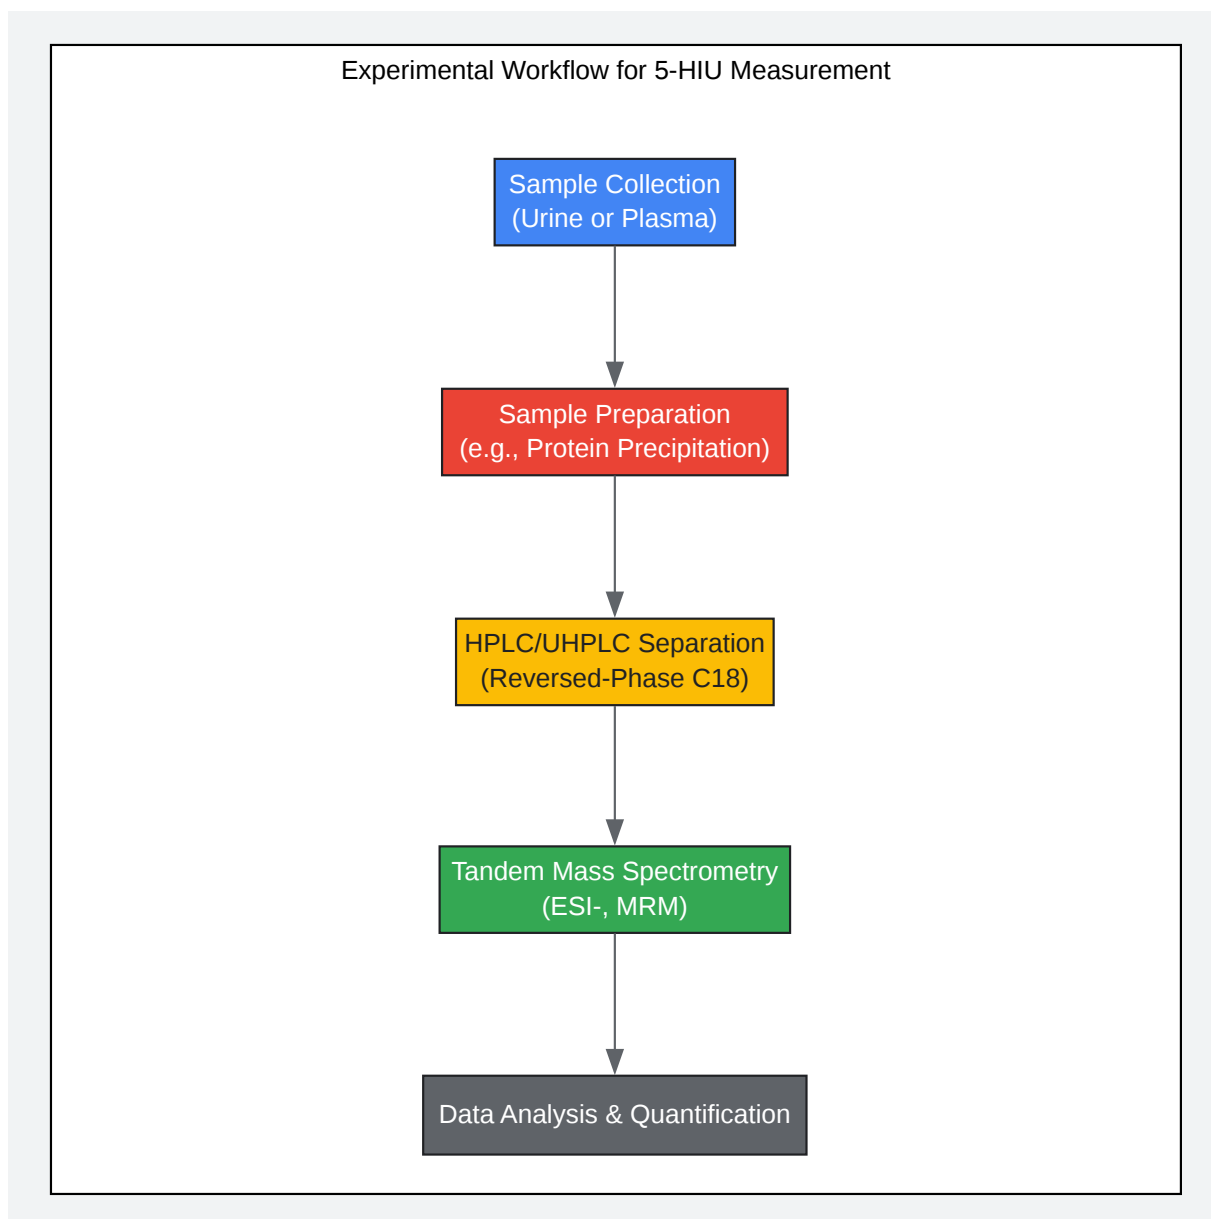 Experimental Workflow for 5-HIU Measurement
Sample Collection
(Urine or Plasma)
Sample Preparation
(e.g., Protein Precipitation)
HPLC/UHPLC Separation
(Reversed-Phase C18)
Tandem Mass Spectrometry
(ESI-, MRM)
Data Analysis & Quantification